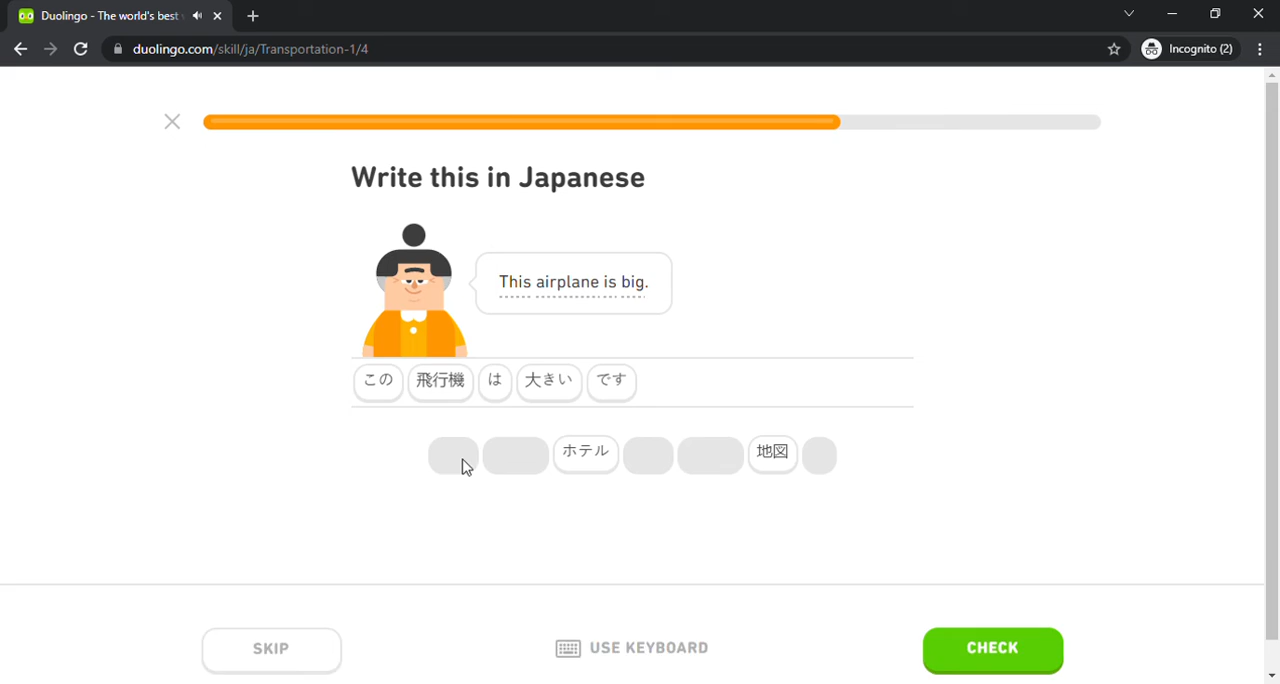 Duolingo - The world's best
duolingo.com/skill/ja/Transportation-1/4
Incognito (2)
Write this in Japanese
This airplane is big.
この 飛行機 は 大きい です
ホテル 地図
SKIP
USE KEYBOARD
CHECK